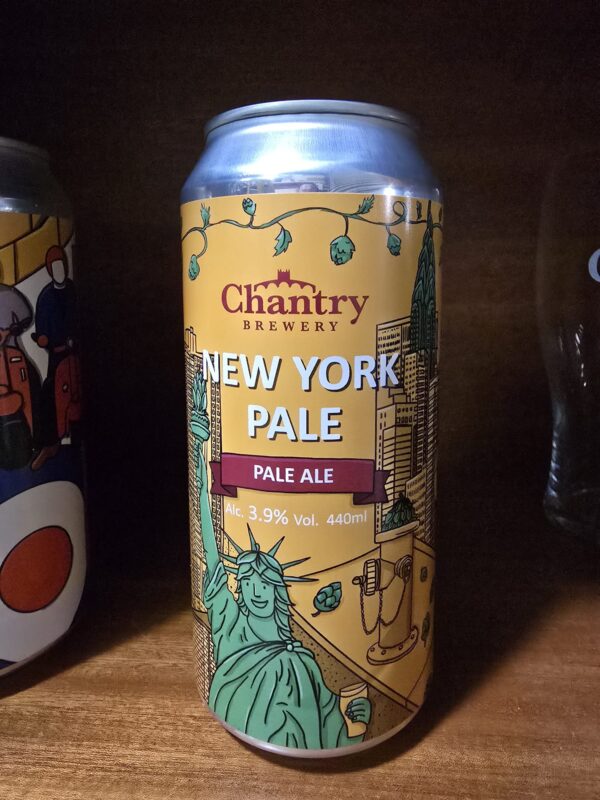 Chantry
BREWERY
NEW YORK
PALE
PALE ALE
Alc. 3.9% Vol. 440ml